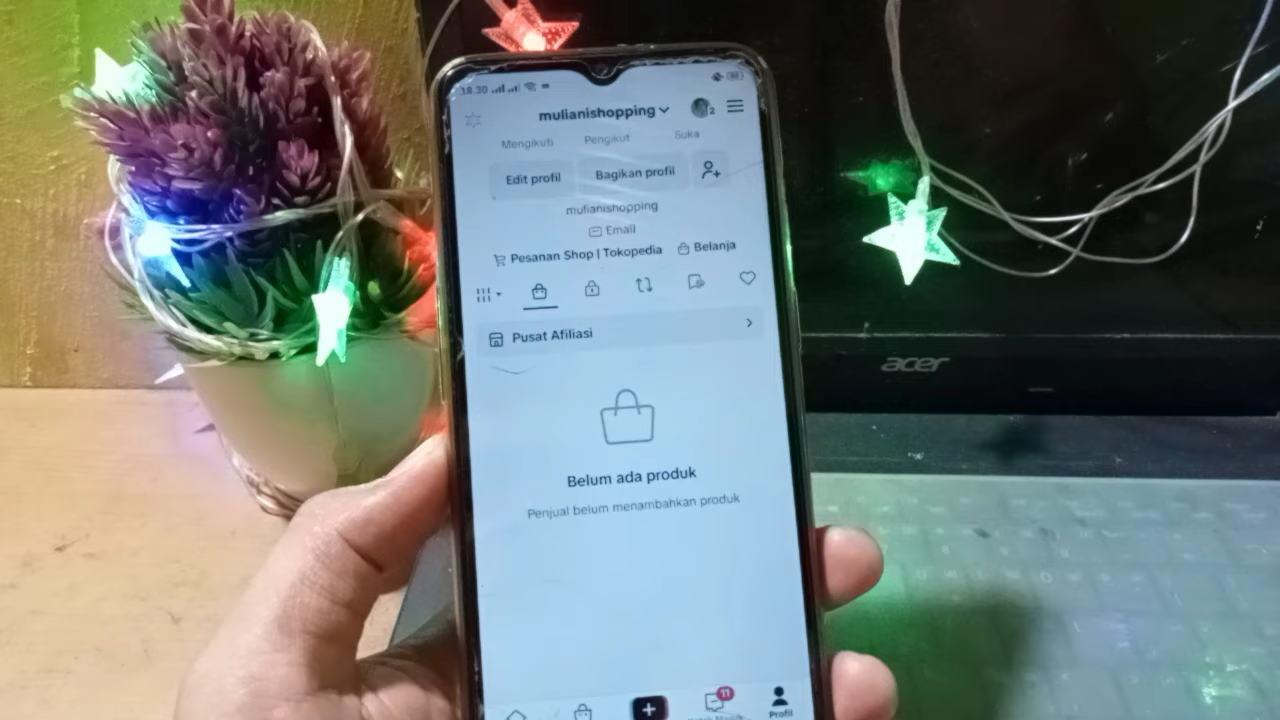 18.30
mulianishopping
2
Mengikuti Pengikut Suka
Edit profil Bagikan profil
mulianishopping
Email
Pesanan Shop | Tokopedia Belanja
Pusat Afiliasi
Belum ada produk
Penjual belum menambahkan produk
11
Profil
acer